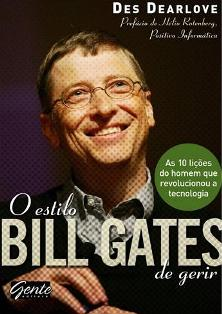 DES DEARLOVE
Prefácio de Hélio Rotenberg,
Positivo Informática
As 10 lições
do homem que
revolucionou a
tecnologia
O estilo
BILL GATES
de gerir
Gente
editora